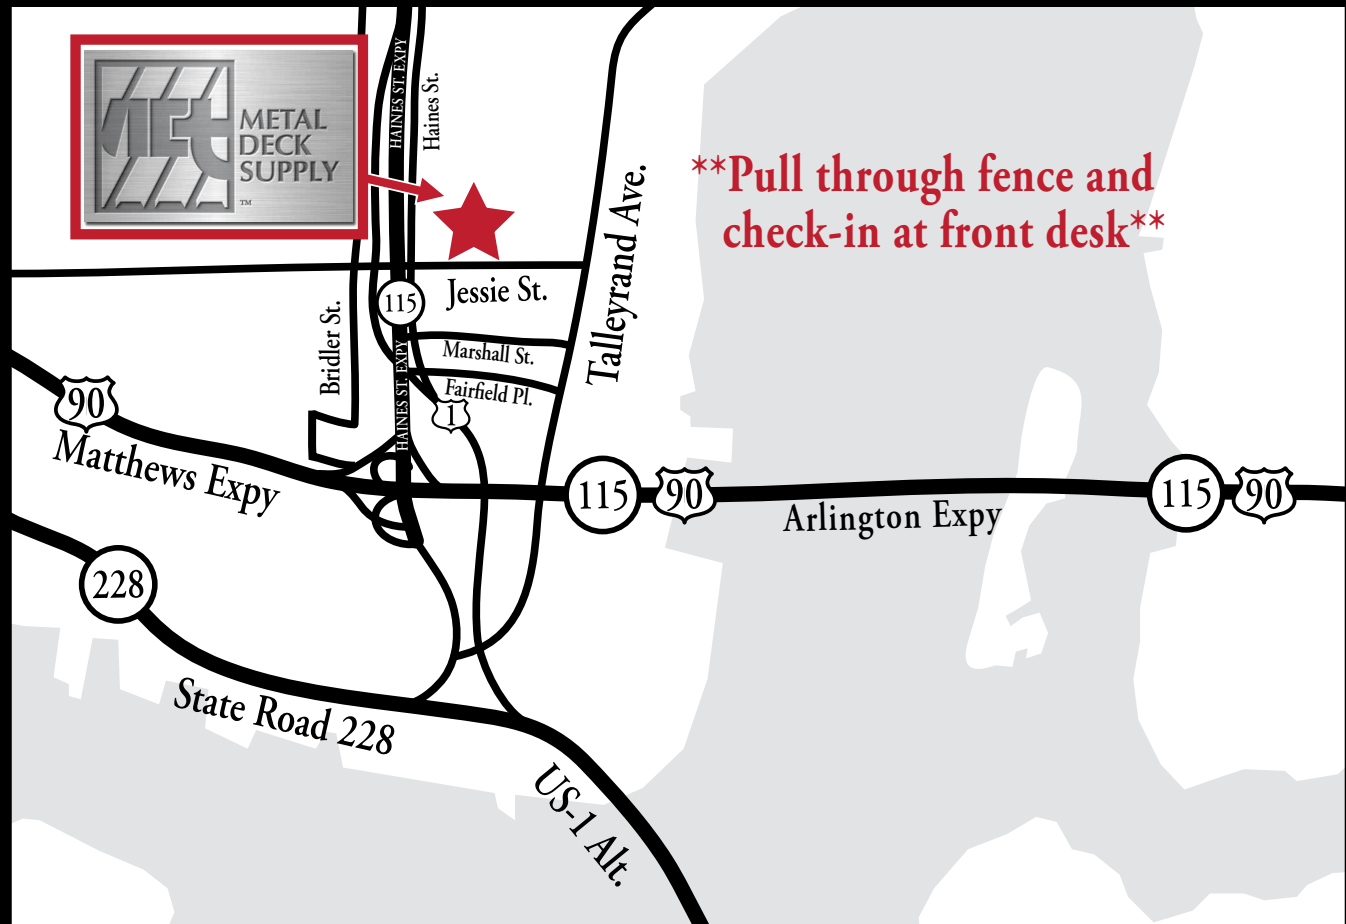 METAL
DECK
SUPPLY
TM
HAINES ST. EXPY
Haines St.
Talleyrand Ave.
**Pull through fence and
check-in at front desk**
Jessie St.
115
Bridler St.
Marshall St.
HAINES ST. EXPY
Fairfield Pl.
1
90
Matthews Expy
115
90
Arlington Expy
115
90
228
State Road 228
US-1 Alt.